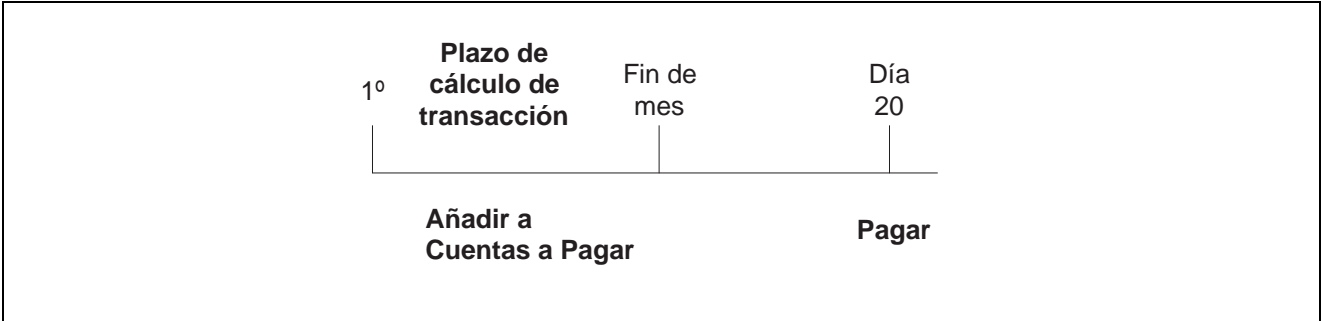 1º
Plazo de
cálculo de
transacción
Fin de
mes
Día
20
Añadir a
Cuentas a Pagar
Pagar